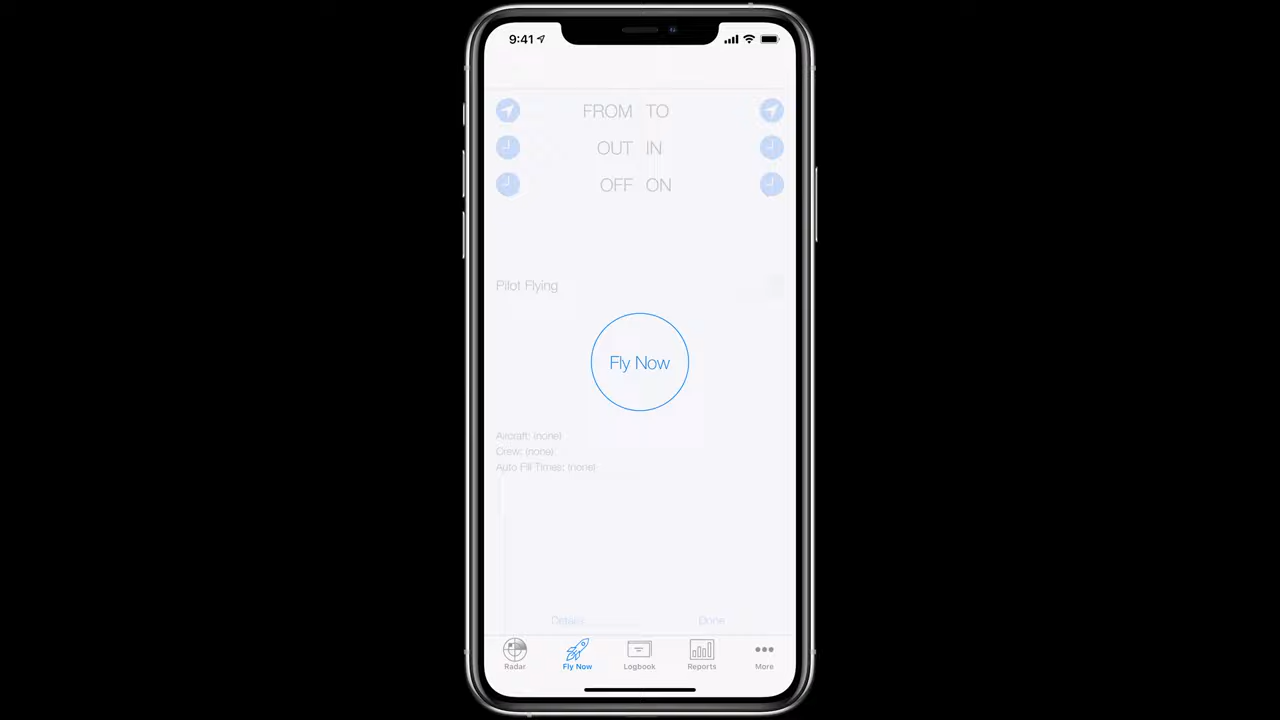 9:41
FROM TO
OUT IN
OFF ON
Pilot Flying
Fly Now
Aircraft: (none)
Crew: (none)
Auto Fill Times: (none)
Details Done
Radar Fly Now Logbook Reports More